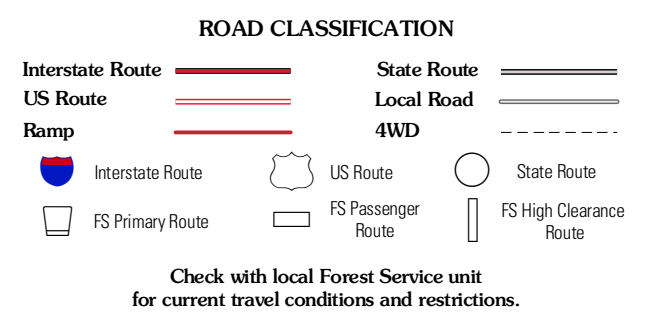 ROAD CLASSIFICATION
Interstate Route
State Route
US Route
Local Road
Ramp
4WD
Interstate Route
US Route
State Route
FS Primary Route
FS Passenger
Route
FS High Clearance
Route
Check with local Forest Service unit
for current travel conditions and restrictions.